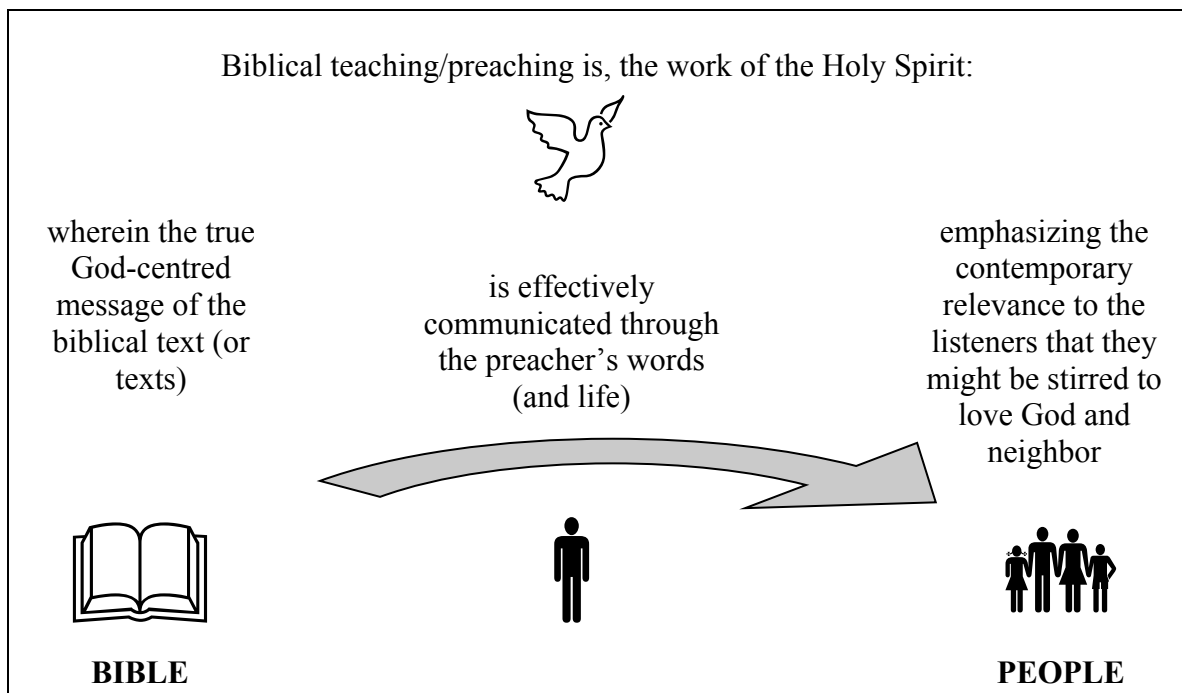 Biblical teaching/preaching is, the work of the Holy Spirit:
wherein the true
God-centred
message of the
biblical text (or
texts)
is effectively
communicated through
the preacher’s words
(and life)
emphasizing the
contemporary
relevance to the
listeners that they
might be stirred to
love God and
neighbor
BIBLE
PEOPLE